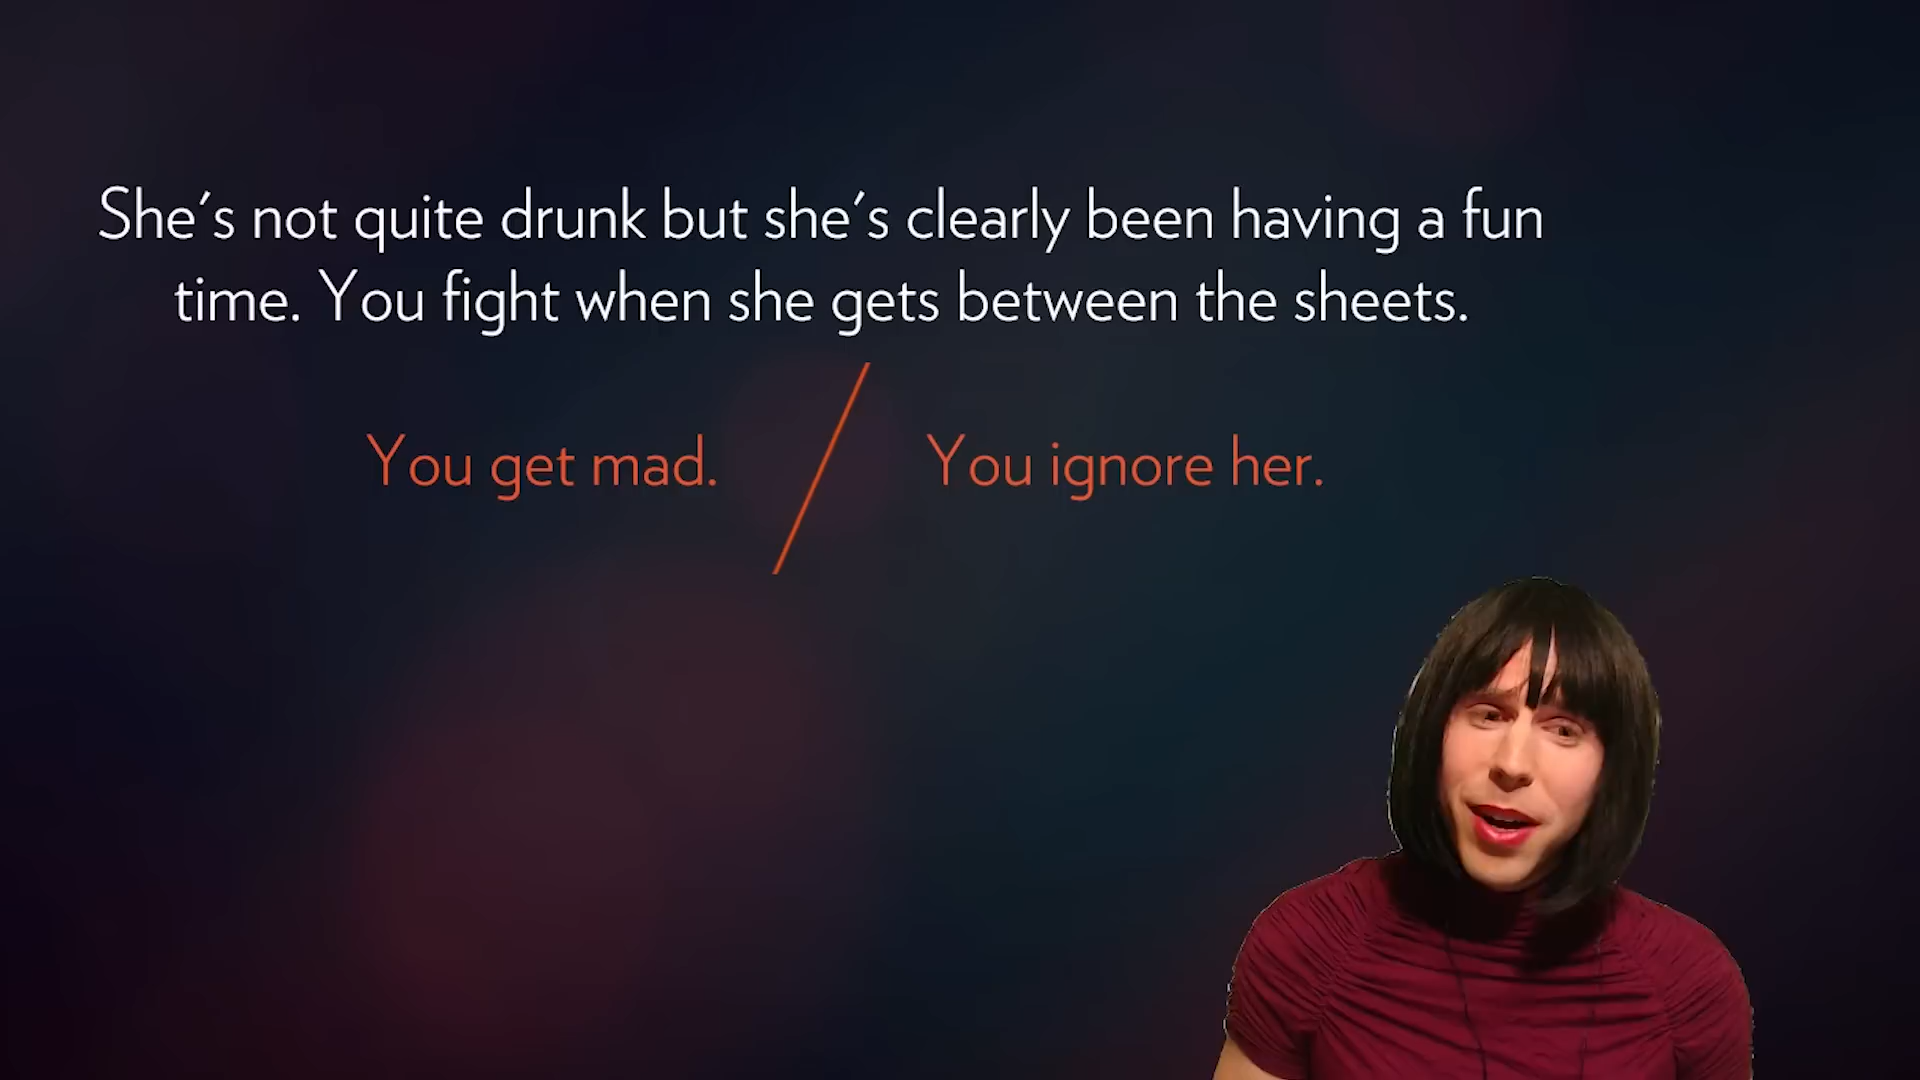 She's not quite drunk but she's clearly been having a fun
time. You fight when she gets between the sheets.
You get mad.
You ignore her.